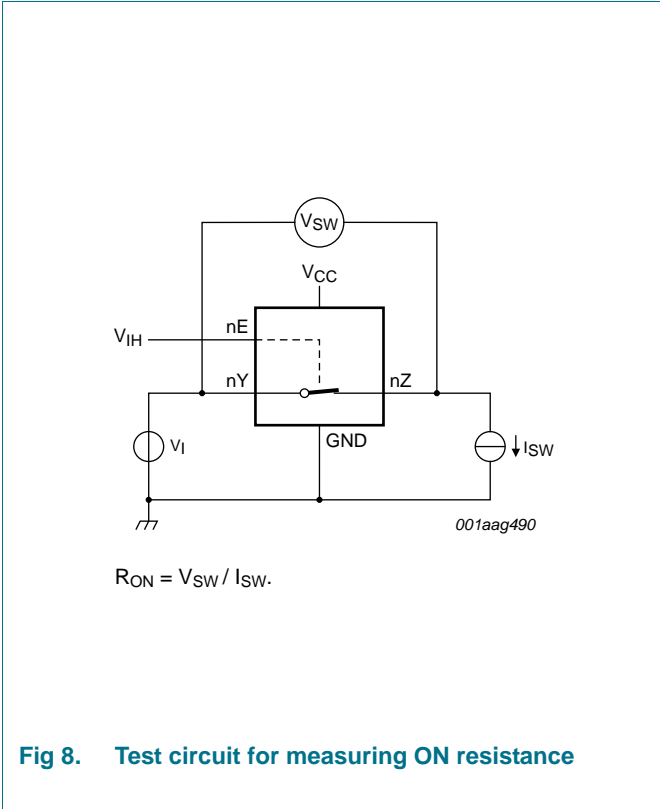 VSW
VCC
VIH
nE
nY
nZ
VI
GND
ISW
001aag490
RON = VSW / ISW.
Fig 8. Test circuit for measuring ON resistance